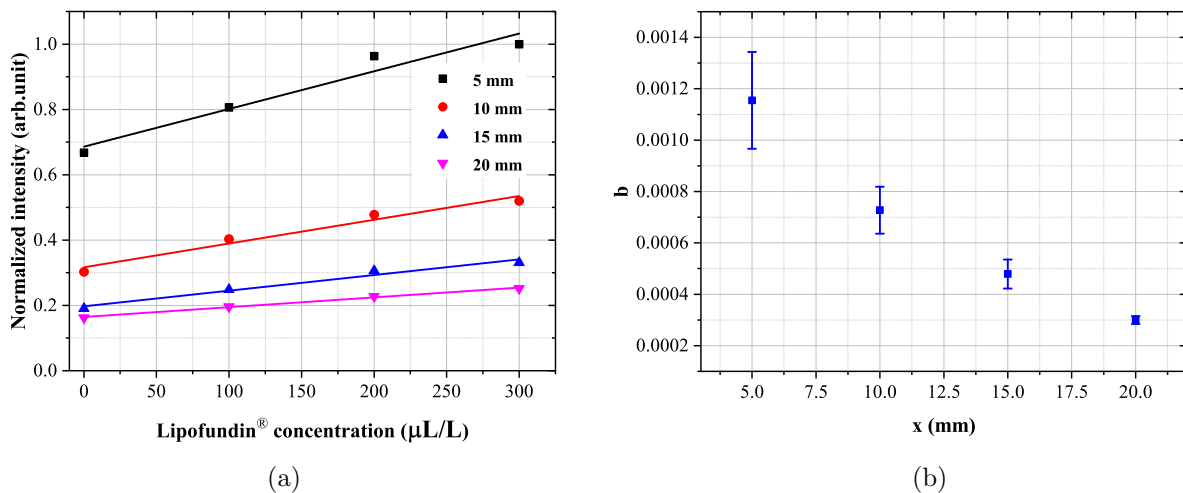 1.0
0.8
0.6
0.4
0.2
0.0
Normalized intensity (arb.unit)
5 mm
10 mm
15 mm
20 mm
0 50 100 150 200 250 300
Lipofundin® concentration (μL/L)
(a)
0.0014
0.0012
0.0010
0.0008
0.0006
0.0004
0.0002
b
5.0 7.5 10.0 12.5 15.0 17.5 20.0
x (mm)
(b)